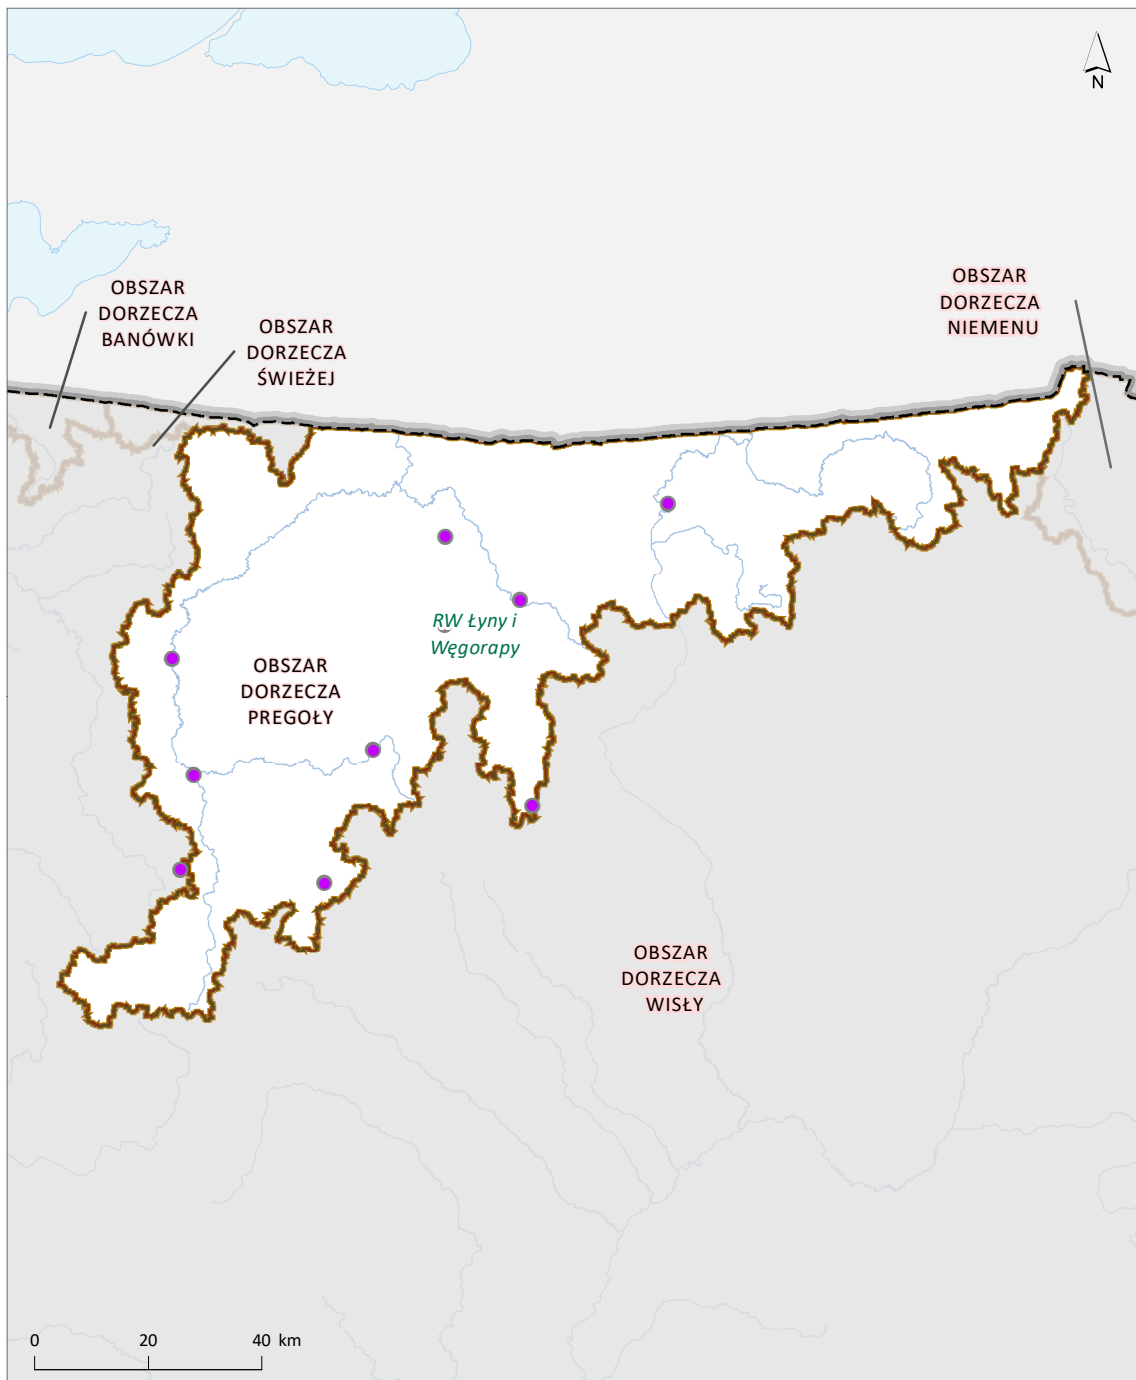 N
OBSZAR
DORZECZA
BANÓWKI
OBSZAR
DORZECZA
ŚWIEŻEJ
OBSZAR
DORZECZA
NIEMENU
RW Łyny i
Węgorapy
OBSZAR
DORZECZA
PREGOŁY
OBSZAR
DORZECZA
WISŁY
0 20 40 km